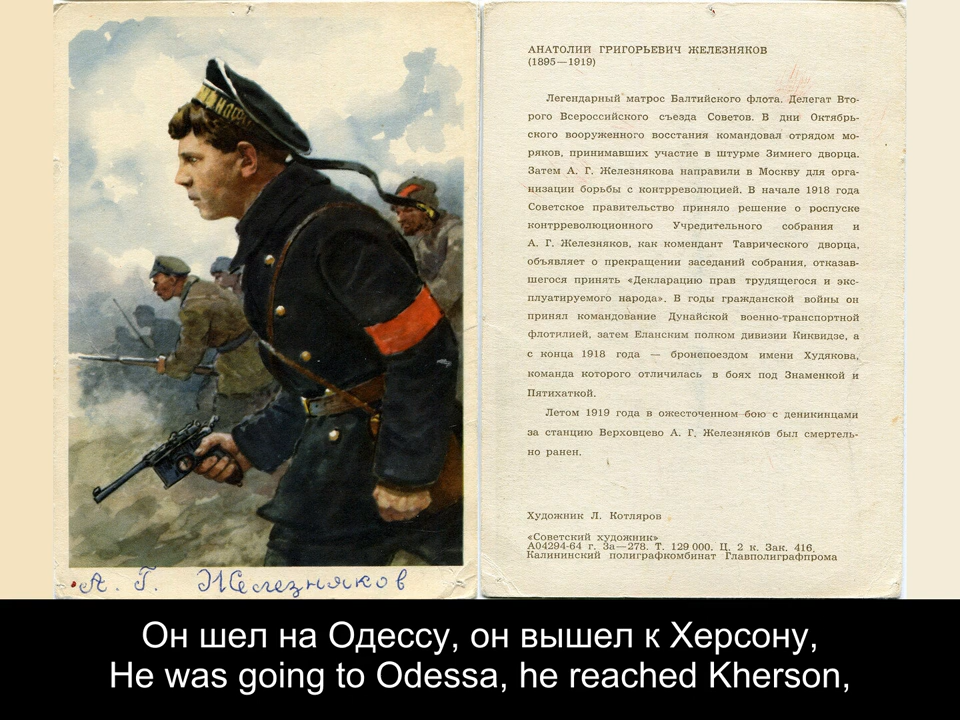 АНАТОЛИЙ ГРИГОРЬЕВИЧ ЖЕЛЕЗНЯКОВ
(1895—1919)
Легендарный матрос Балтийского флота. Делегат Вто-
рого Всероссийского съезда Советов. В дни Октябрь-
ского вооруженного восстания командовал отрядом мо-
ряков, принимавших участие в штурме Зимнего дворца.
Затем А. Г. Железнякова направили в Москву для орга-
низации борьбы с контрреволюцией. В начале 1918 года
Советское правительство приняло решение о роспуске
контрреволюционного Учредительного собрания и
А. Г. Железняков, как комендант Таврического дворца,
объявляет о прекращении заседаний собрания, отказав-
шегося принять «Декларацию прав трудящегося и экс-
плуатируемого народа». В годы гражданской войны он
принял командование Дунайской военно-транспортной
флотилией, затем Еланским полком дивизии Киквидзе, а
с конца 1918 года — бронепоездом имени Худякова,
команда которого отличилась в боях под Знаменкой и
Пятихаткой.
Летом 1919 года в ожесточенном бою с деникинцами
за станцию Верховцево А. Г. Железняков был смертель-
но ранен.
Художник Л. Котляров
«Советский художник»
А04294-64 г. За—278. Т. 129 000. Ц. 2 к. Зак. 416.
Калининский полиграфкомбинат Главполиграфпрома
А. Г. Железняков
Он шел на Одессу, он вышел к Херсону,
He was going to Odessa, he reached Kherson,